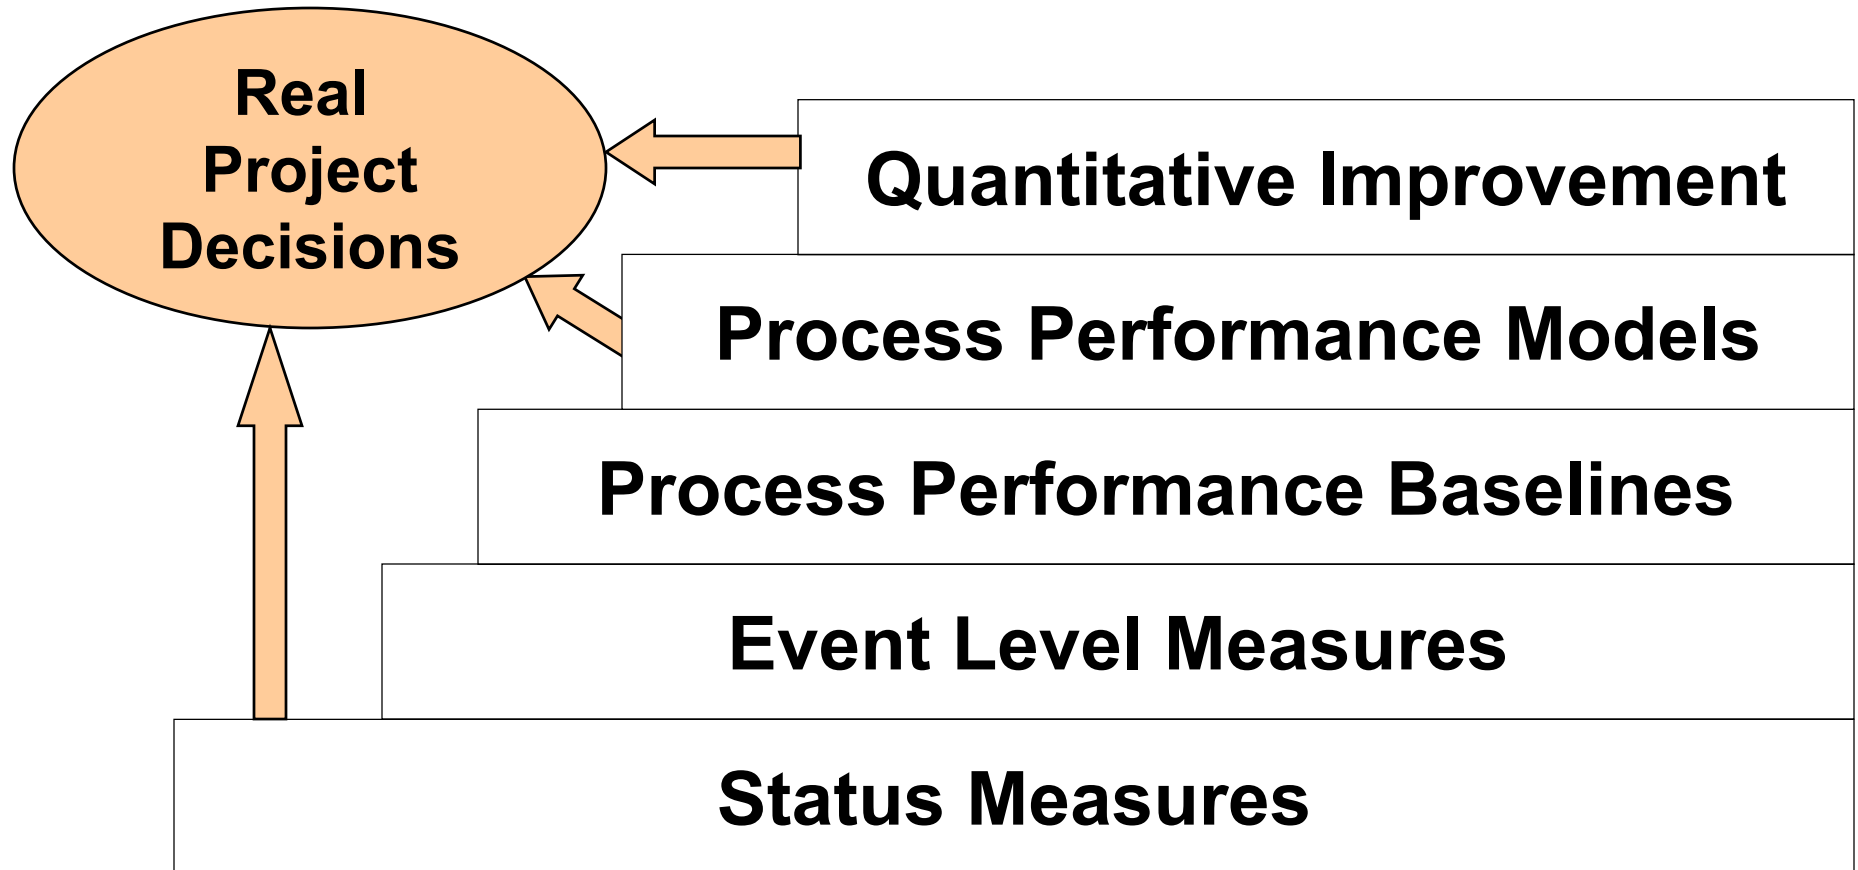 Real
Project
Decisions
Quantitative Improvement
Process Performance Models
Process Performance Baselines
Event Level Measures
Status Measures